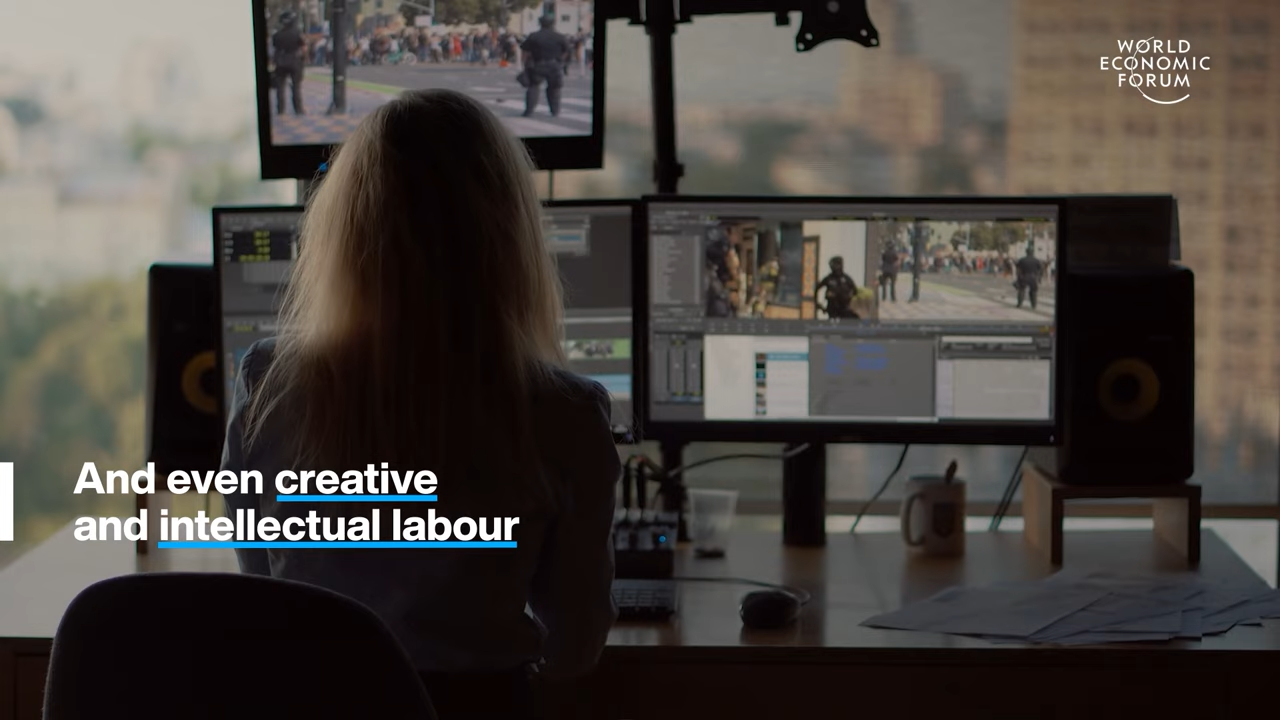 WORLD
ECONOMIC
FORUM
And even creative
and intellectual labour